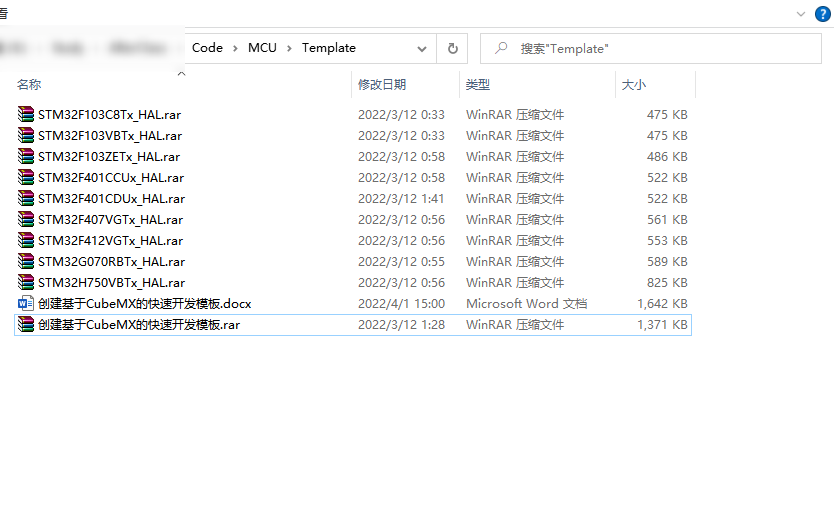 看
?
Code > MCU > Template
搜索"Template"
名称 修改日期 类型 大小
STM32F103C8Tx_HAL.rar 2022/3/12 0:33 WinRAR 压缩文件 475 KB
STM32F103VBTx_HAL.rar 2022/3/12 0:33 WinRAR 压缩文件 475 KB
STM32F103ZETx_HAL.rar 2022/3/12 0:58 WinRAR 压缩文件 486 KB
STM32F401CCUx_HAL.rar 2022/3/12 0:58 WinRAR 压缩文件 522 KB
STM32F401CDUx_HAL.rar 2022/3/12 1:41 WinRAR 压缩文件 522 KB
STM32F407VGTx_HAL.rar 2022/3/12 0:56 WinRAR 压缩文件 561 KB
STM32F412VGTx_HAL.rar 2022/3/12 0:56 WinRAR 压缩文件 553 KB
STM32G070RBTx_HAL.rar 2022/3/12 0:55 WinRAR 压缩文件 589 KB
STM32H750VBTx_HAL.rar 2022/3/12 0:56 WinRAR 压缩文件 825 KB
创建基于CubeMX的快速开发模板.docx 2022/4/1 15:00 Microsoft Word 文档 1,642 KB
创建基于CubeMX的快速开发模板.rar 2022/3/12 1:28 WinRAR 压缩文件 1,371 KB